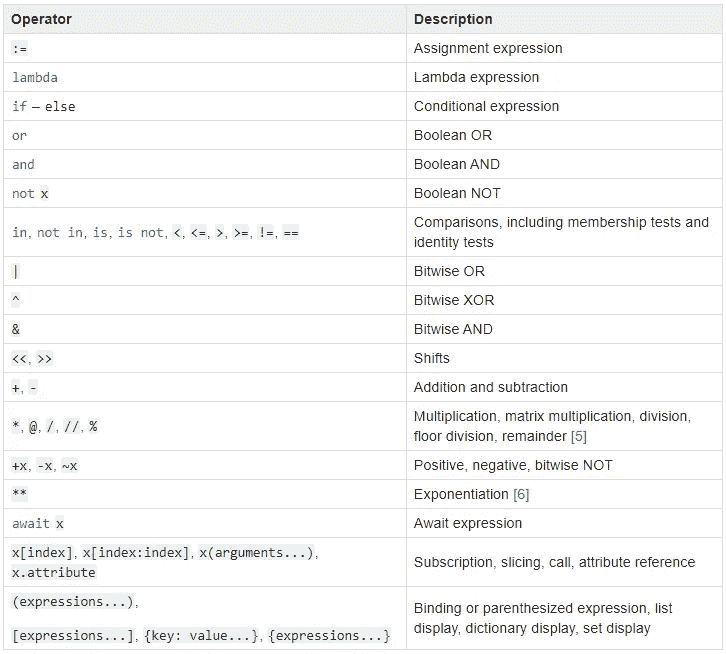 Operator Description
:= Assignment expression
lambda Lambda expression
if – else Conditional expression
or Boolean OR
and Boolean AND
not x Boolean NOT
in, not in, is, is not, <, <=, >, >=, !=, == Comparisons, including membership tests and
identity tests
| Bitwise OR
^ Bitwise XOR
& Bitwise AND
<<, >> Shifts
+, - Addition and subtraction
*, @, /, //, % Multiplication, matrix multiplication, division,
floor division, remainder [5]
+x, -x, ~x Positive, negative, bitwise NOT
** Exponentiation [6]
await x Await expression
x[index], x[index:index], x(arguments...),
x.attribute
Subscription, slicing, call, attribute reference
(expressions...),
[expressions...], {key: value...}, {expressions...}
Binding or parenthesized expression, list
display, dictionary display, set display